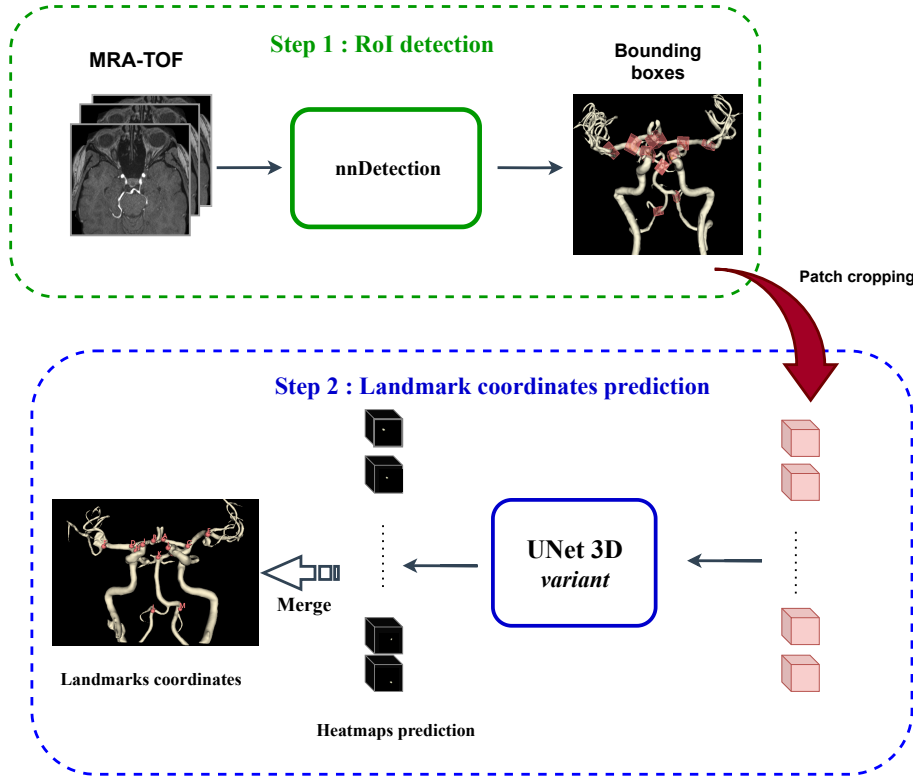 Step 1 : RoI detection
MRA-TOF
Bounding
boxes
nnDetection
Patch cropping
Step 2 : Landmark coordinates prediction
UNet 3D
variant
Merge
Landmarks coordinates
Heatmaps prediction